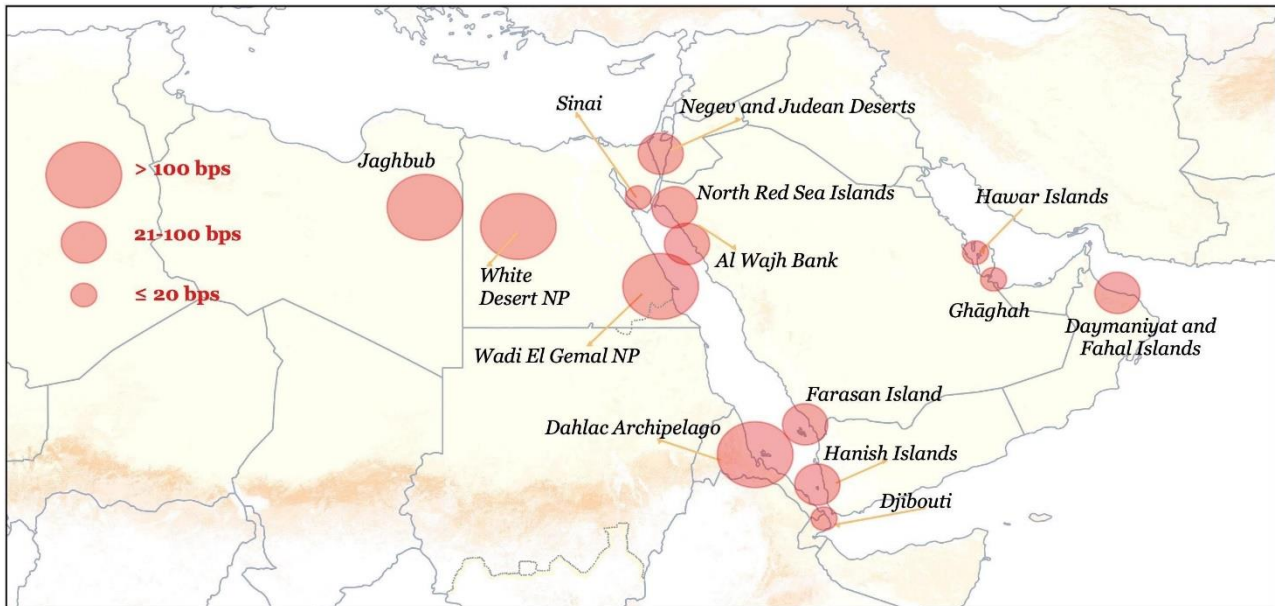 Sinai
Negev and Judean Deserts
> 100 bps
Jaghbub
North Red Sea Islands
Hawar Islands
21-100 bps
Al Wajh Bank
White
Desert NP
≤ 20 bps
Ghāghah
Daymaniyat and
Fahal Islands
Wadi El Gemal NP
Farasan Island
Dahlac Archipelago
Hanish Islands
Djibouti